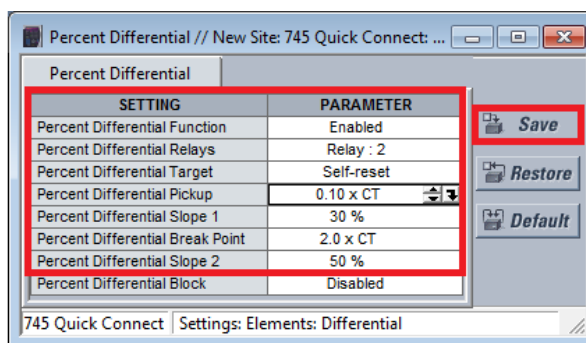 Percent Differential // New Site: 745 Quick Connect: ...
Percent Differential
SETTING PARAMETER
Percent Differential Function Enabled
Percent Differential Relays Relay : 2
Percent Differential Target Self-reset
Percent Differential Pickup 0.10 x CT
Percent Differential Slope 1 30 %
Percent Differential Break Point 2.0 x CT
Percent Differential Slope 2 50 %
Percent Differential Block Disabled
Save
Restore
Default
745 Quick Connect Settings: Elements: Differential